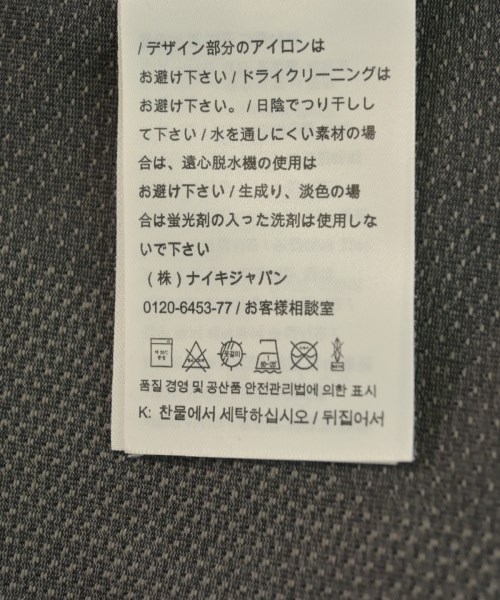 / デザイン部分のアイロンは
お避け下さい / ドライクリーニングは
お避け下さい。 / 日陰でつり干しし
て下さい / 水を通しにくい素材の場
合は、遠心脱水機の使用は
お避け下さい / 生成り、淡色の場
合は蛍光剤の入った洗剤は使用しな
いで下さい
(株) ナイキジャパン
0120-6453-77 / お客様相談室
품질 경영 및 공산품 안전관리법에 의한 표시
K: 찬물에서 세탁하십시오 / 뒤집어서